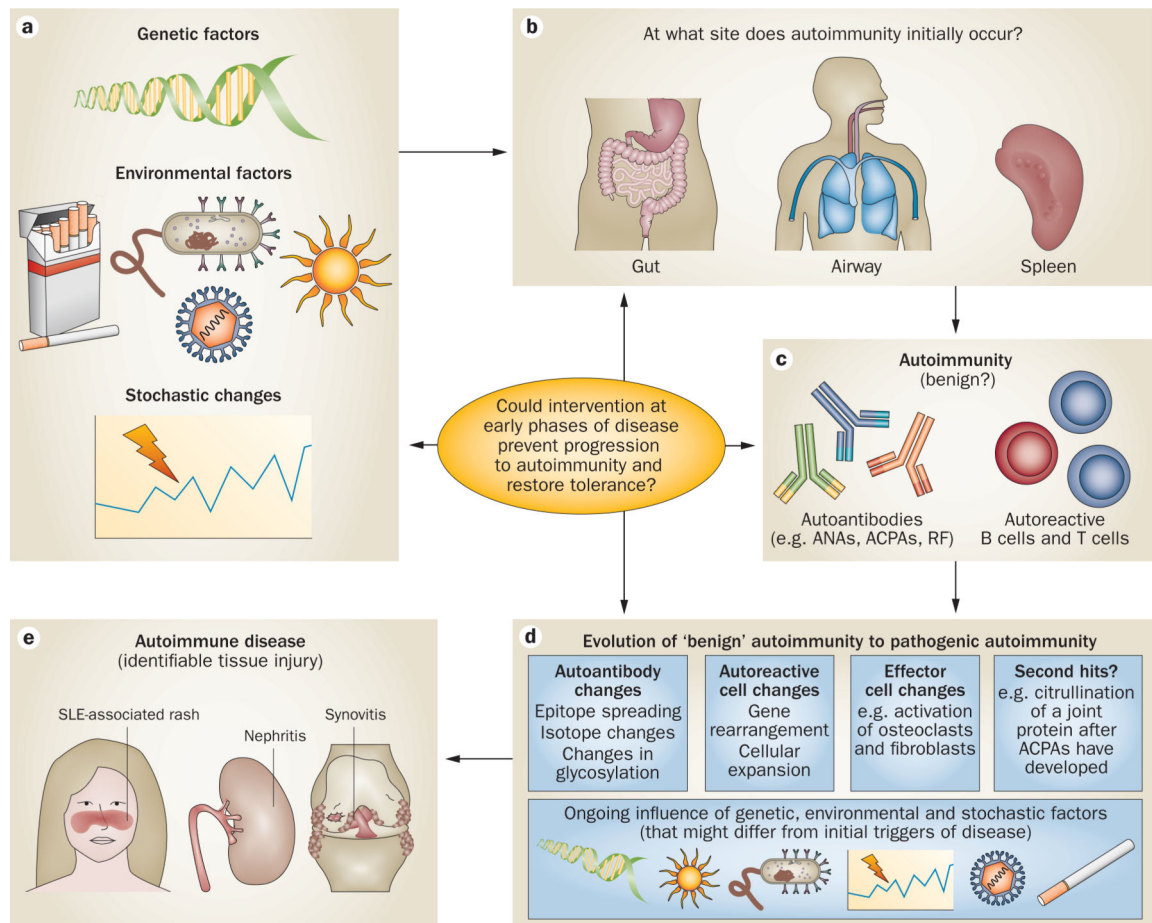 a
Genetic factors
Environmental factors
Stochastic changes
b
At what site does autoimmunity initially occur?
Gut
Airway
Spleen
Could intervention at
early phases of disease
prevent progression
to autoimmunity and
restore tolerance?
c
Autoimmunity
(benign?)
Autoantibodies
(e.g. ANAs, ACPAs, RF)
Autoreactive
B cells and T cells
d
Evolution of ‘benign’ autoimmunity to pathogenic autoimmunity
Autoantibody
changes
Epitope spreading
Isotope changes
Changes in
glycosylation
Autoreactive
cell changes
Gene
rearrangement
Cellular
expansion
Effector
cell changes
e.g. activation
of osteoclasts
and fibroblasts
Second hits?
e.g. citrullination
of a joint
protein after
ACPAs have
developed
Ongoing influence of genetic, environmental and stochastic factors
(that might differ from initial triggers of disease)
e
Autoimmune disease
(identifiable tissue injury)
SLE-associated rash
Nephritis
Synovitis